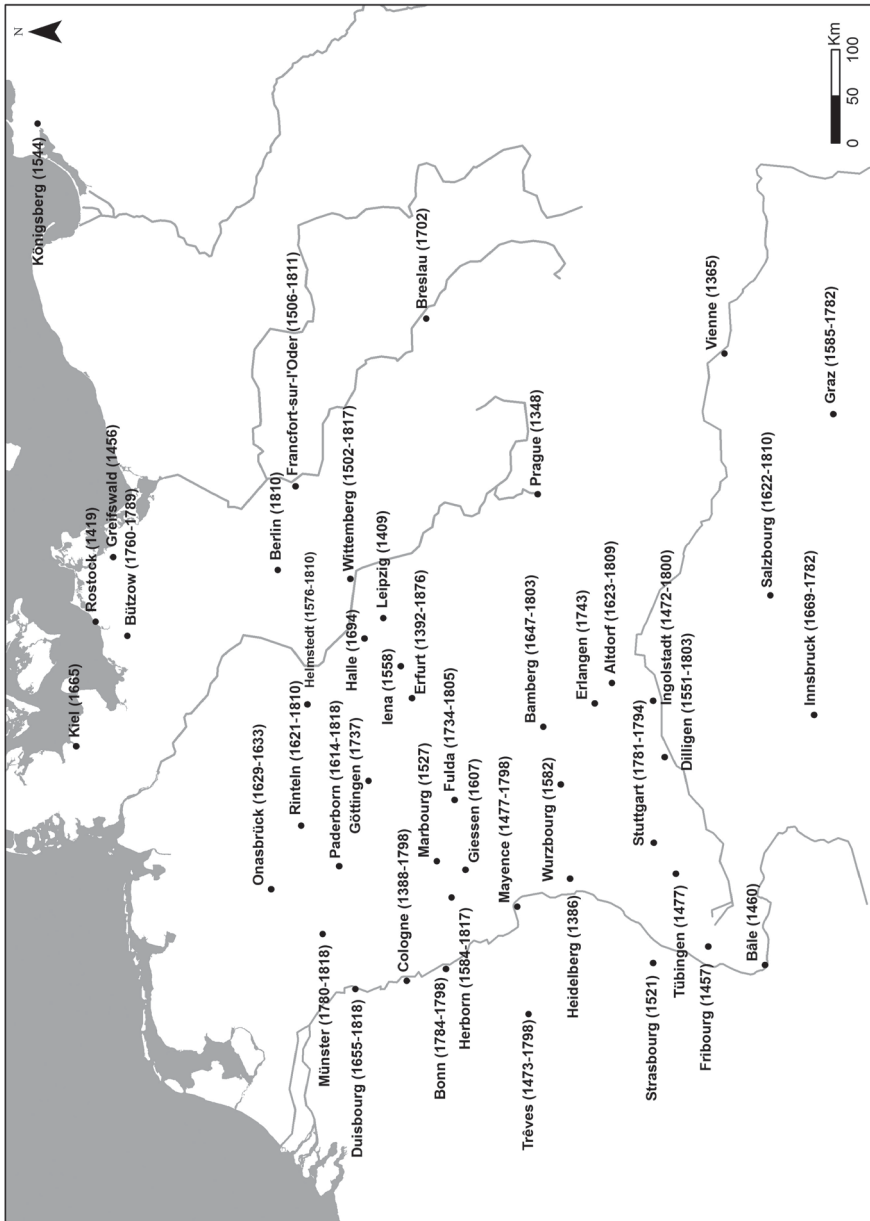 N
Königsberg (1544)
Kiel (1665)
Rostock (1419)
Greifswald (1456)
Bützow (1760-1789)
Onasbrück (1629-1633)
Rinteln (1621-1810)
Helmstedt (1576-1810)
Berlin (1810)
Francfort-sur-l'Oder (1506-1811)
Münster (1780-1818)
Paderborn (1614-1818)
Göttingen (1737)
Halle (1694)
Wittemberg (1502-1817)
Leipzig (1409)
Duisbourg (1655-1818)
Cologne (1388-1798)
Marbourg (1527)
Iena (1558)
Erfurt (1392-1876)
Breslau (1702)
Bonn (1784-1798)
Herborn (1584-1817)
Fulda (1734-1805)
Giessen (1607)
Mayence (1477-1798)
Bamberg (1647-1803)
Prague (1348)
Trêves (1473-1798)
Wurzbourg (1582)
Heidelberg (1386)
Erlangen (1743)
Altdorf (1623-1809)
Strasbourg (1521)
Stuttgart (1781-1794)
Ingolstadt (1472-1800)
Tübingen (1477)
Dilligen (1551-1803)
Fribourg (1457)
Vienne (1365)
Bâle (1460)
Salzbourg (1622-1810)
Innsbruck (1669-1782)
Graz (1585-1782)
Km
0 50 100